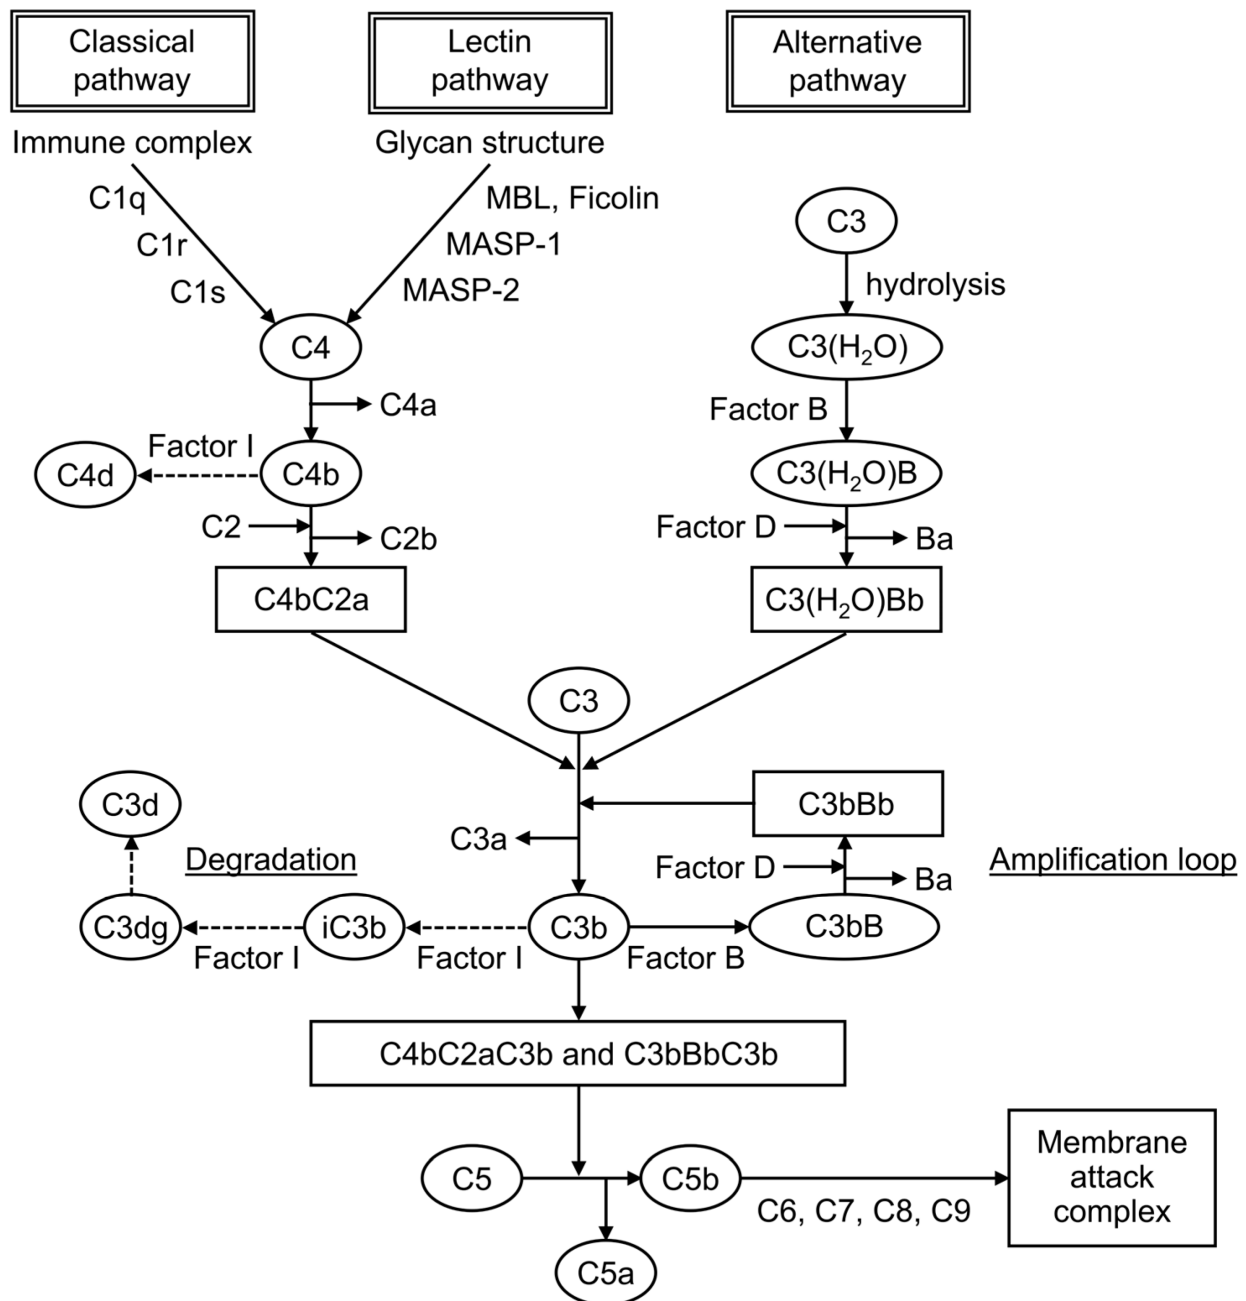 Classical
pathway
Lectin
pathway
Alternative
pathway
Immune complex
Glycan structure
C1q
C1r
C1s
MBL, Ficolin
MASP-1
MASP-2
C3
hydrolysis
C4
C3(H₂O)
C4a
Factor B
Factor I
C4d
C4b
C3(H₂O)B
C2
C2b
Factor D
Ba
C4bC2a
C3(H₂O)Bb
C3
C3d
C3bBb
C3a
Degradation
Factor D
Ba
Amplification loop
C3dg
iC3b
C3b
C3bB
Factor I
Factor I
Factor B
C4bC2aC3b and C3bBbC3b
C5
C5b
C6, C7, C8, C9
Membrane
attack
complex
C5a